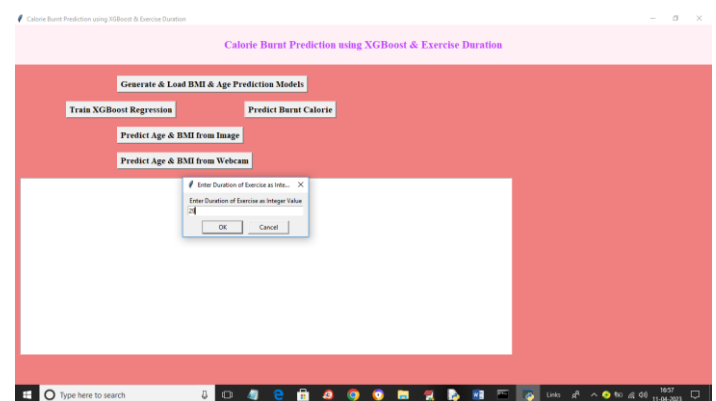 Calorie Burnt Prediction using XGBoost & Exercise Duration
Calorie Burnt Prediction using XGBoost & Exercise Duration
Generate & Load BMI & Age Prediction Models
Train XGBoost Regression
Predict Burnt Calorie
Predict Age & BMI from Image
Predict Age & BMI from Webcam
Enter Duration of Exercise as Inte...
Enter Duration of Exercise as Integer Value
OK
Cancel
Type here to search
Links
16:57
11-04-2023